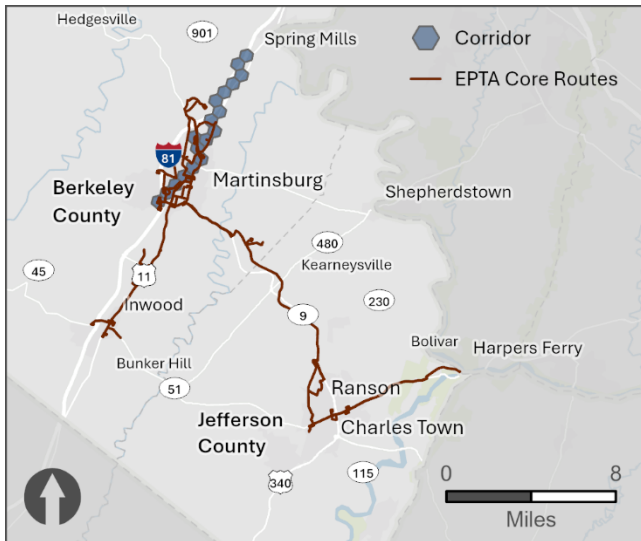 Hedgesville
901
Spring Mills
Corridor
EPTA Core Routes
81
Martinsburg
Berkeley
County
Shepherdstown
480
Kearneysville
45
11
230
Inwood
9
Bolivar
Harpers Ferry
Bunker Hill
51
Ranson
Jefferson
County
Charles Town
115
340
0
8
Miles